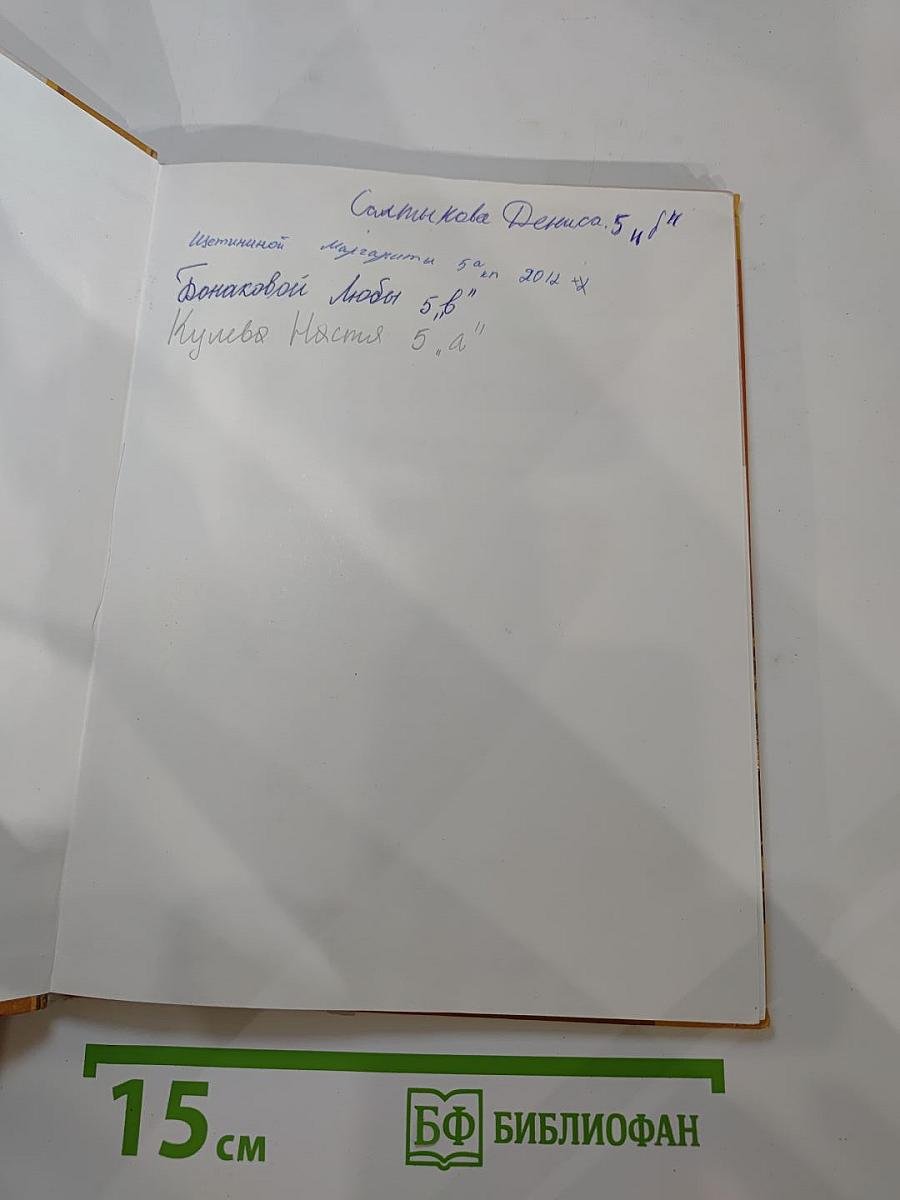 Салтыкова Дениса. 5 „б"
Щетининой Маргариты 5а кл 2012
Бонаковой Любы 5 „в"
Кулева Настя 5 „а"
15 см
БФ БИБЛИОФАН